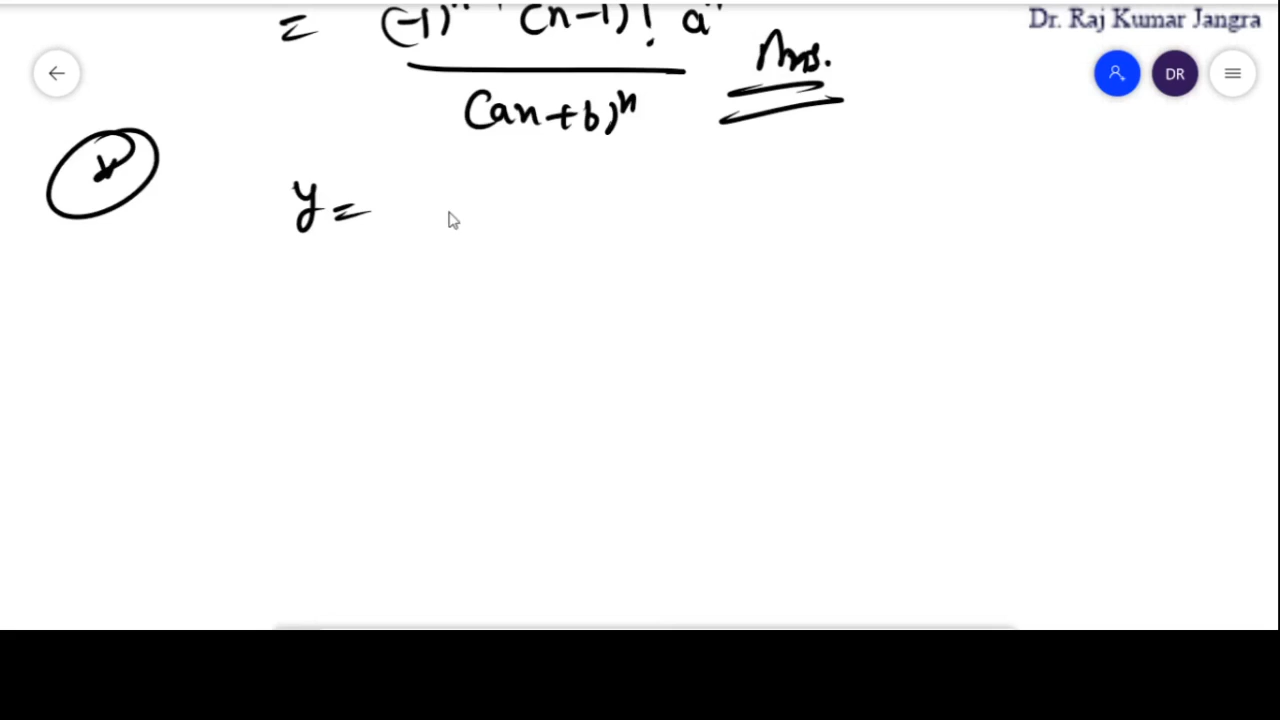 Dr. Raj Kumar Jangra
= (-1)ⁿ⁻¹ (n-1)! aⁿ
(ax+b)ⁿ
Ans.
DR
y =